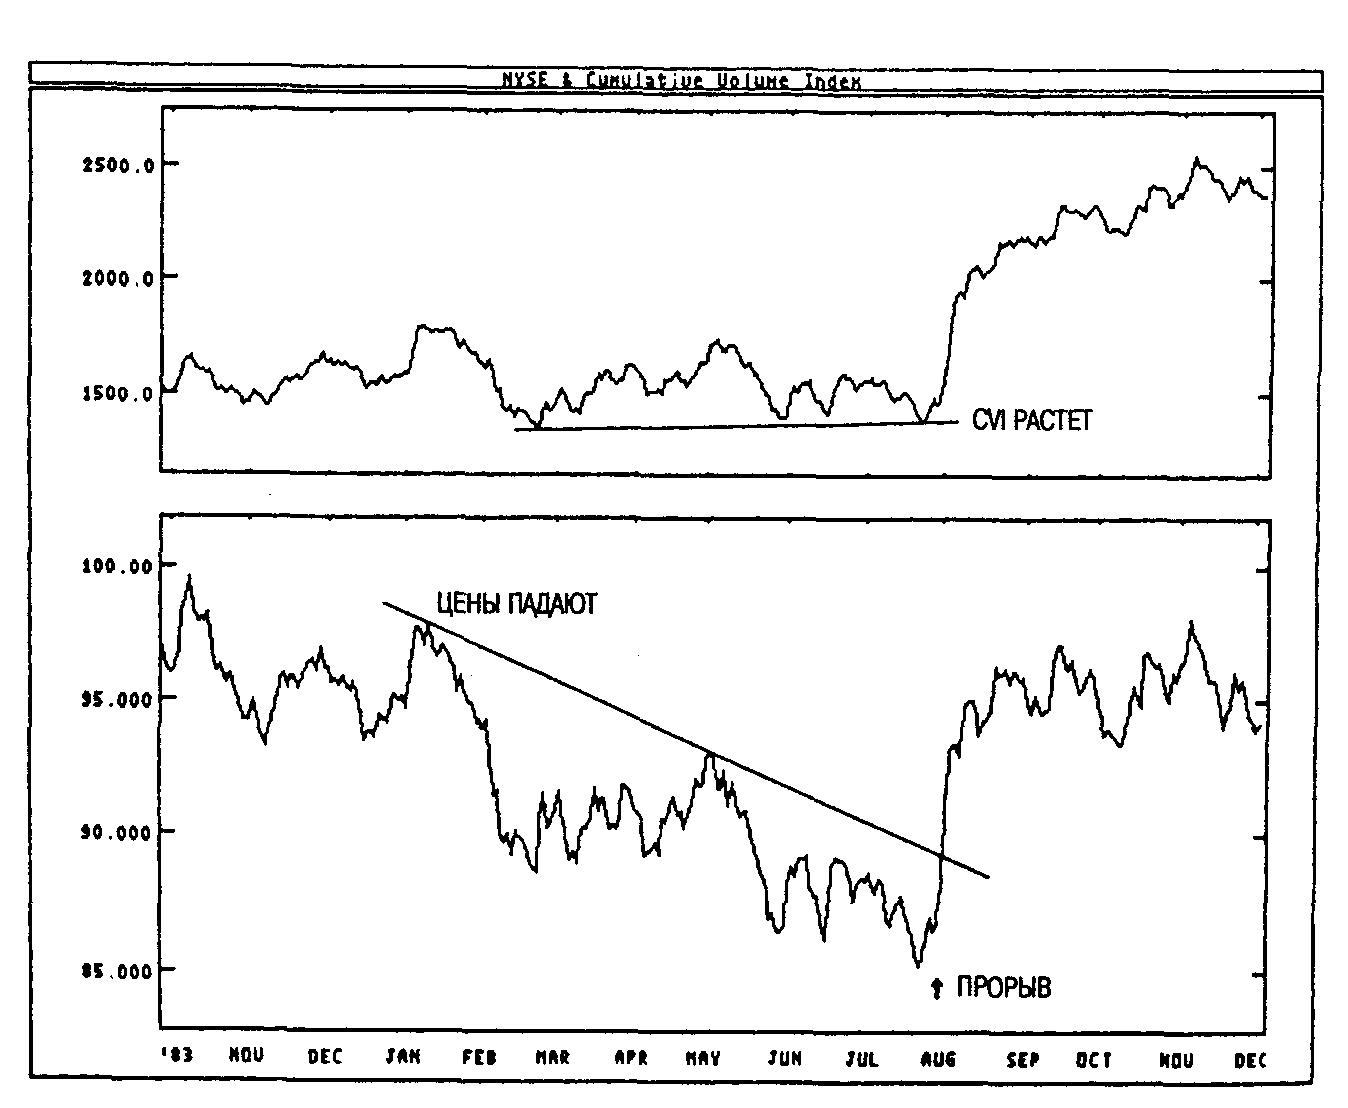 NYSE & Cumulative Volume Index
2500.0
2000.0
1500.0
CVI РАСТЕТ
100.00
ЦЕНЫ ПАДАЮТ
95.000
90.000
85.000
ПРОРЫВ
'83 NOV DEC JAN FEB MAR APR MAY JUN JUL AUG SEP OCT NOV DEC